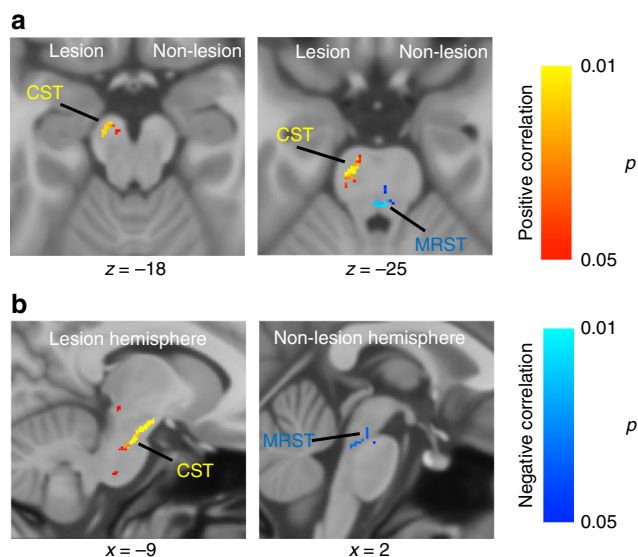 a
Lesion Non-lesion
CST
z = –18
Lesion Non-lesion
CST
MRST
z = –25
Positive correlation
0.01
p
0.05
b
Lesion hemisphere
CST
x = –9
Non-lesion hemisphere
MRST
x = 2
Negative correlation
0.01
p
0.05